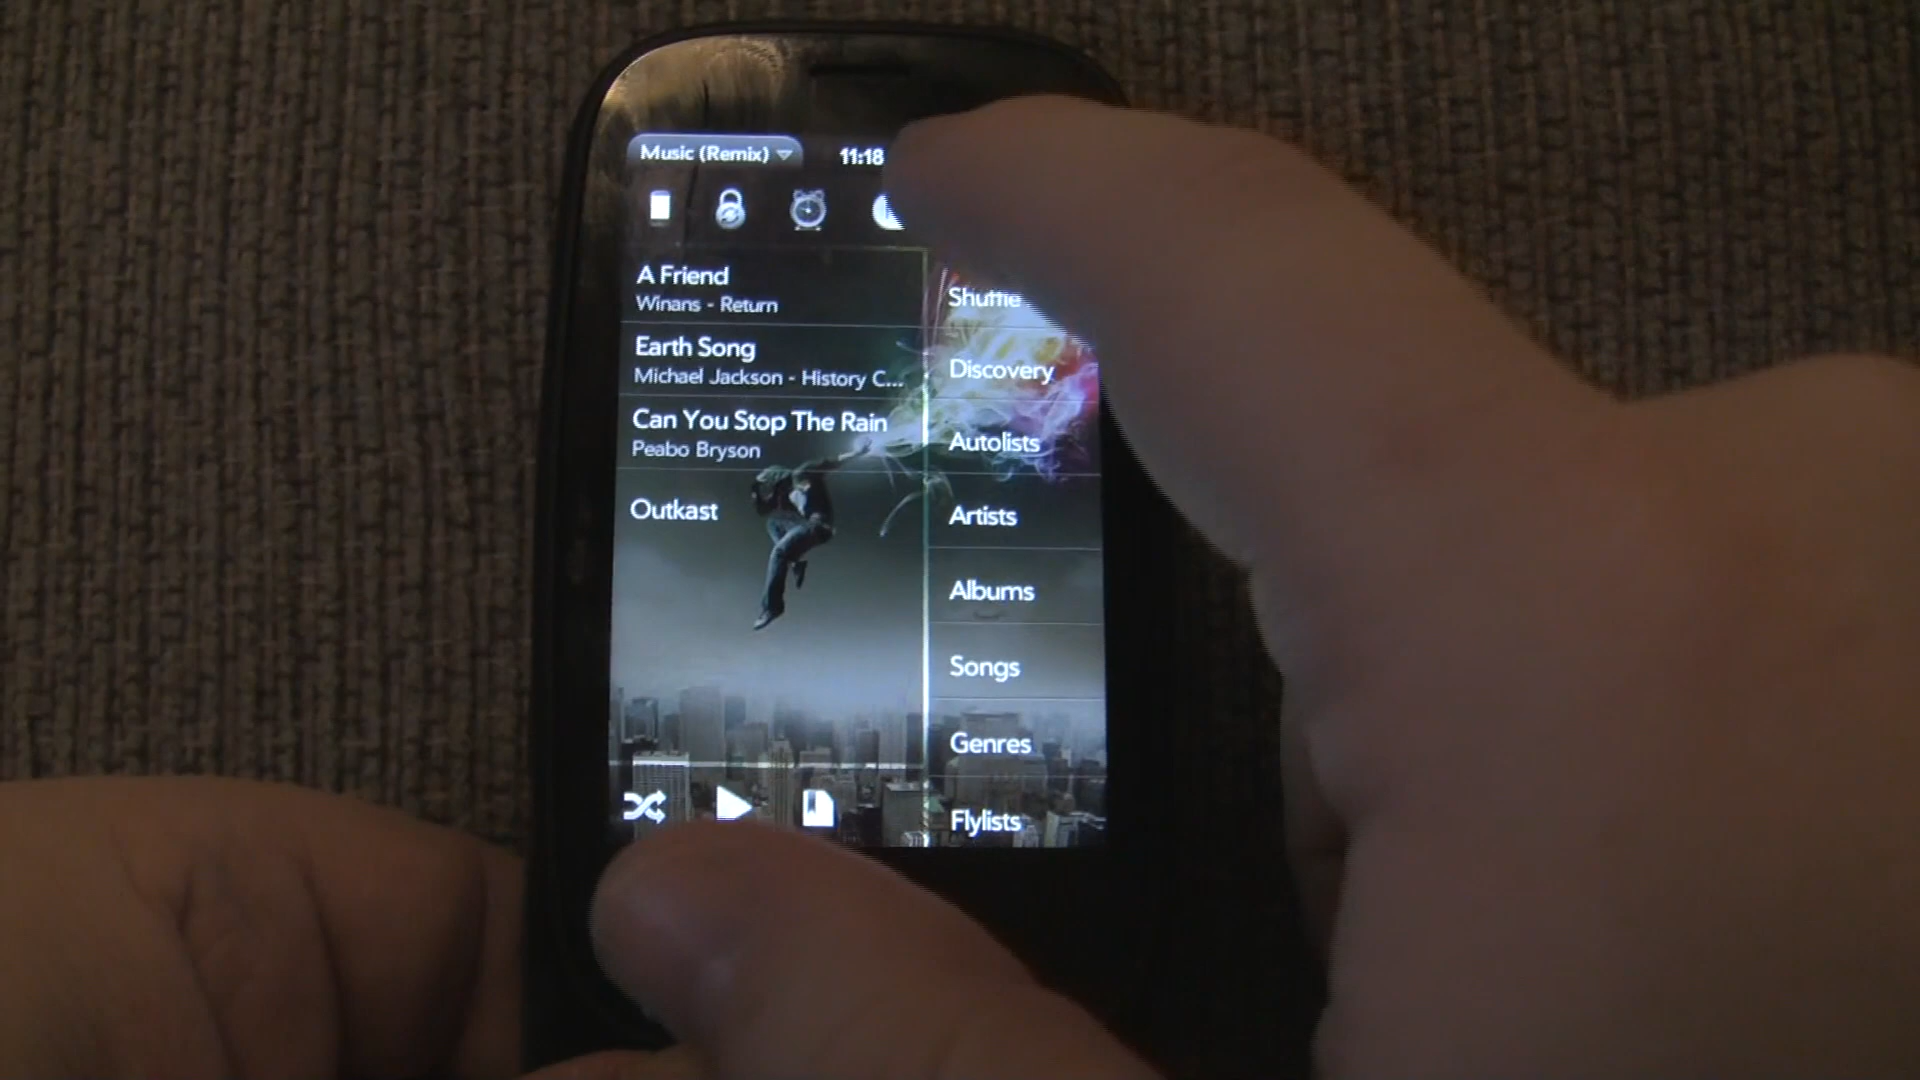 Music (Remix)
11:18
A Friend
Winans - Return
Earth Song
Michael Jackson - History C...
Can You Stop The Rain
Peabo Bryson
Outkast
Shuffle
Discovery
Autolists
Artists
Albums
Songs
Genres
Flylists